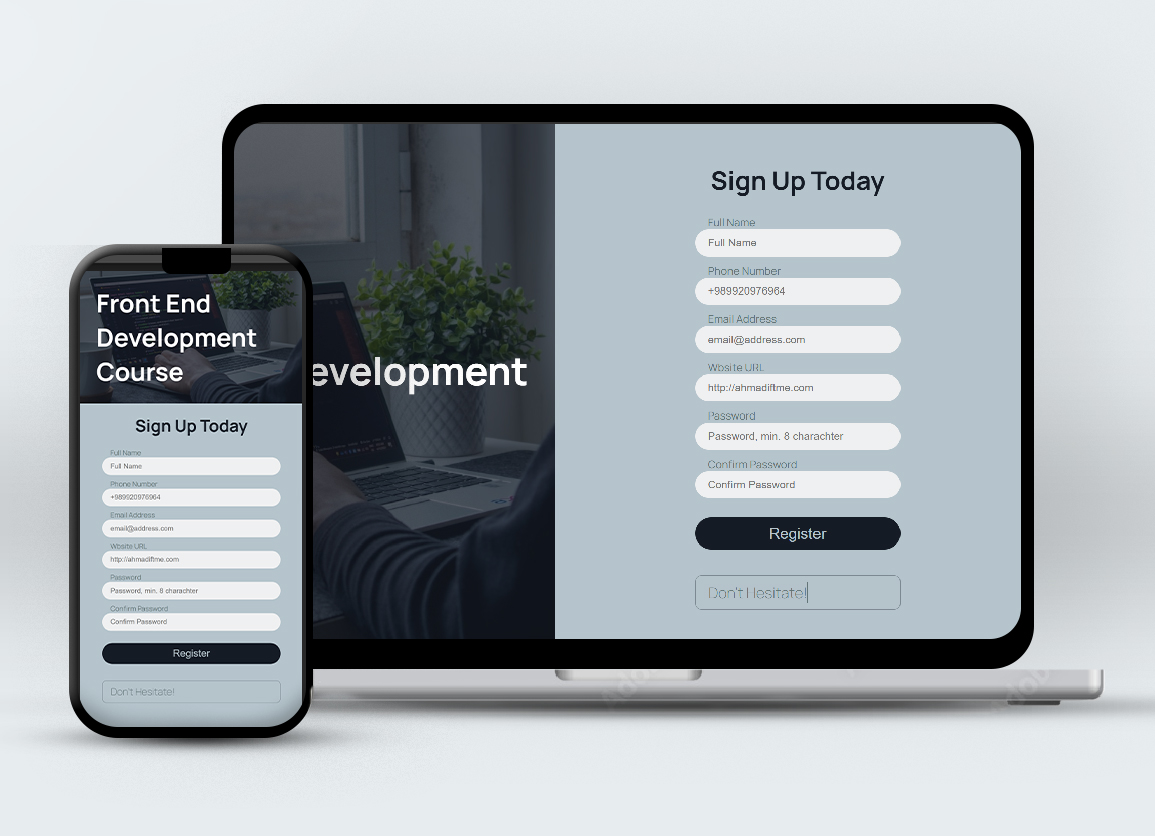 Front End
Development
Course
Sign Up Today
Full Name
Full Name
Phone Number
+989920976964
Email Address
email@address.com
Wbsite URL
http://ahmadiftme.com
Password
Password, min. 8 charachter
Confirm Password
Confirm Password
Register
Don't Hesitate!
evelopment
Sign Up Today
Full Name
Full Name
Phone Number
+989920976964
Email Address
email@address.com
Wbsite URL
http://ahmadiftme.com
Password
Password, min. 8 charachter
Confirm Password
Confirm Password
Register
Don't Hesitate!